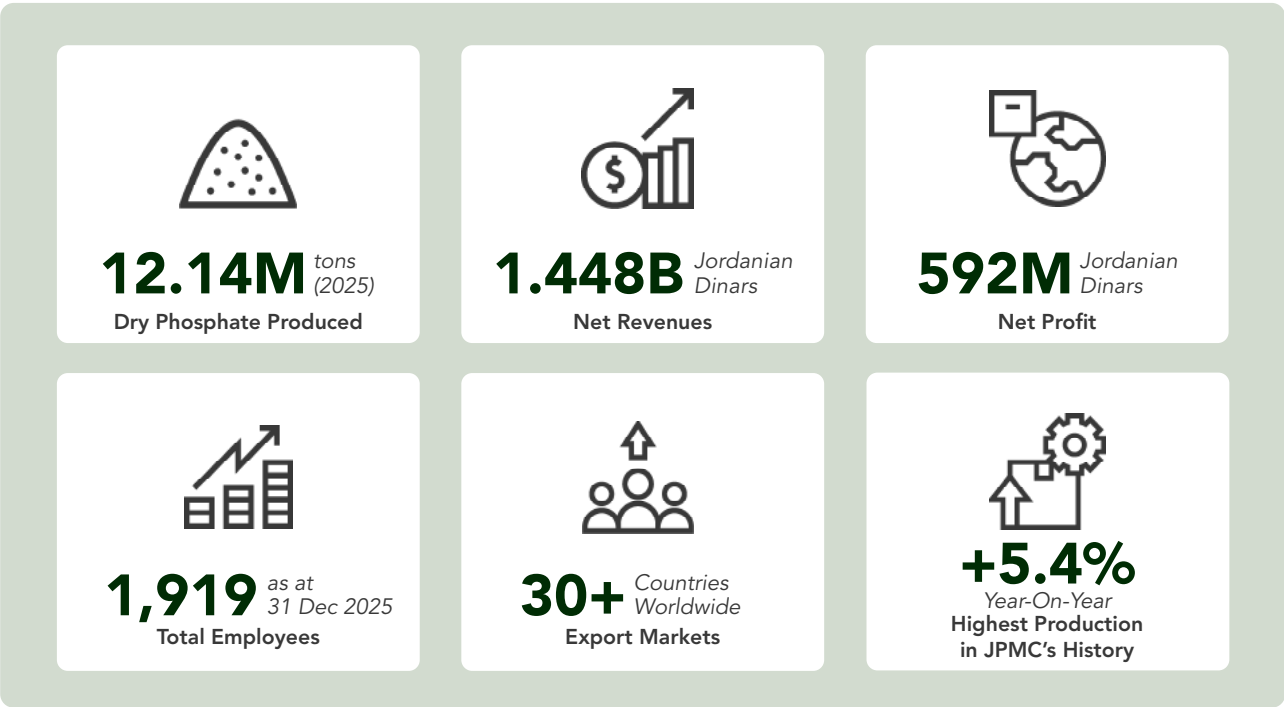 12.14M tons
(2025)
Dry Phosphate Produced
1.448B Jordanian
Dinars
Net Revenues
592M Jordanian
Dinars
Net Profit
1,919 as at
31 Dec 2025
Total Employees
30+ Countries
Worldwide
Export Markets
+5.4%
Year-On-Year
Highest Production
in JPMC’s History